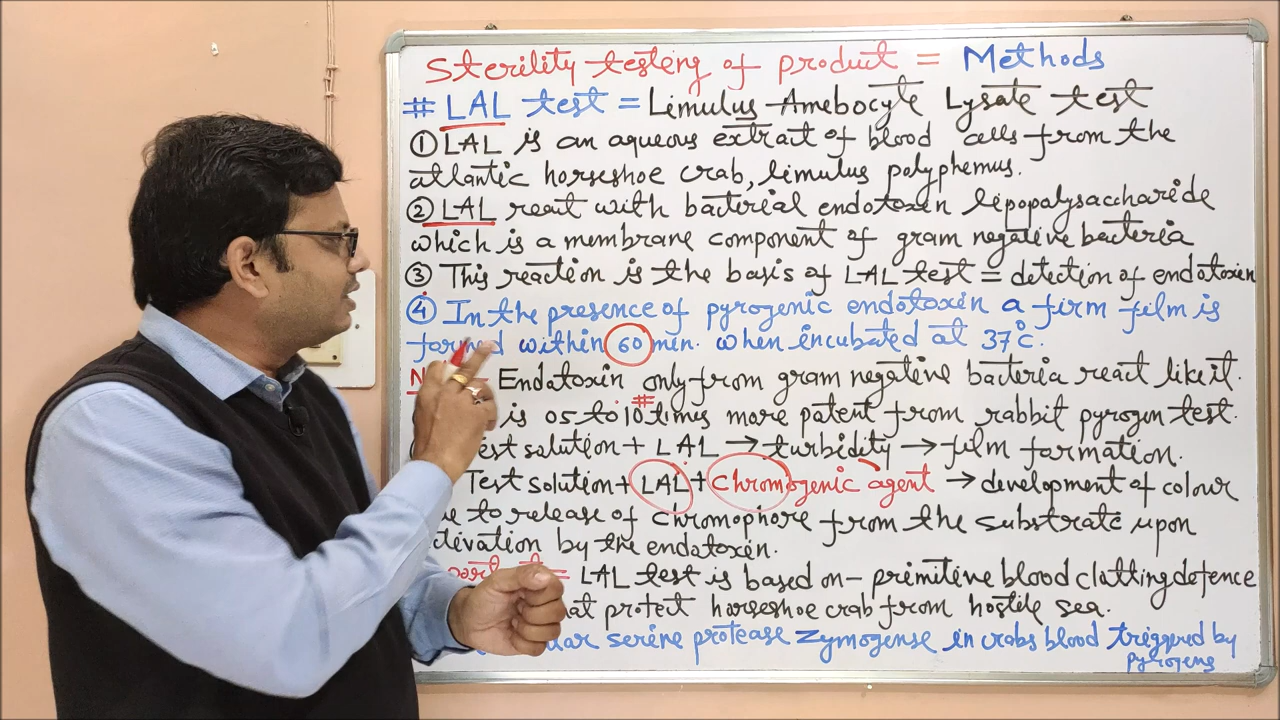 Sterility testing of product = Methods
# LAL test = Limulus Amebocyte Lysate test
① LAL is an aqueous extract of blood cells from the
atlantic horseshoe crab, limulus polyphemus.
② LAL react with bacterial endotoxin lipopolysaccharide
which is a membrane component of gram negative bacteria
③ This reaction is the basis of LAL test = detection of endotoxin
④ In the presence of pyrogenic endotoxin a firm film is
formed within 60 min. when incubated at 37°c.
Endotoxin only from gram negative bacteria react like it.
is 05 to 10 times more potent from rabbit pyrogen test.
Test solution + LAL → turbidity → film formation.
Test solution + LAL + chromogenic agent → development of colour
to release of chromophore from the substrate upon
by the endotoxin.
= LAL test is based on - primitive blood clotting defence
protect horseshoe crab from hostile sea.
serine protease Zymogense in crabs blood triggered by
pyrogens